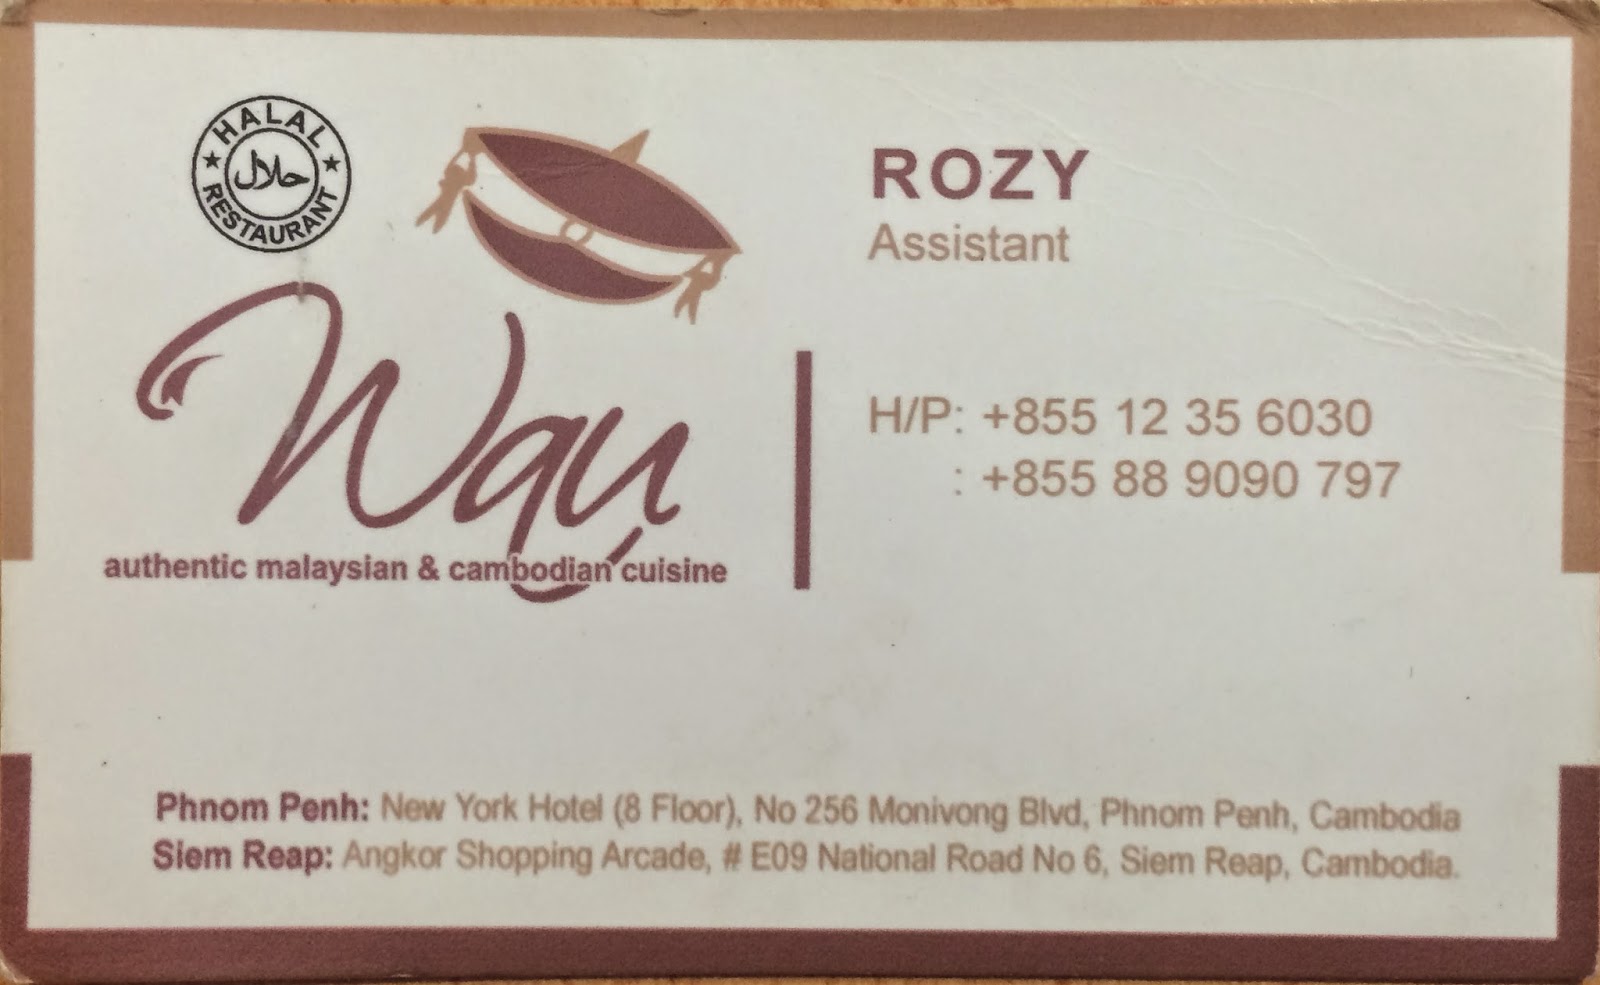 HALAL
حلال
RESTAURANT
Wau
authentic malaysian & cambodian cuisine
ROZY
Assistant
H/P: +855 12 35 6030
: +855 88 9090 797
Phnom Penh: New York Hotel (8 Floor), No 256 Monivong Blvd, Phnom Penh, Cambodia
Siem Reap: Angkor Shopping Arcade, # E09 National Road No 6, Siem Reap, Cambodia.